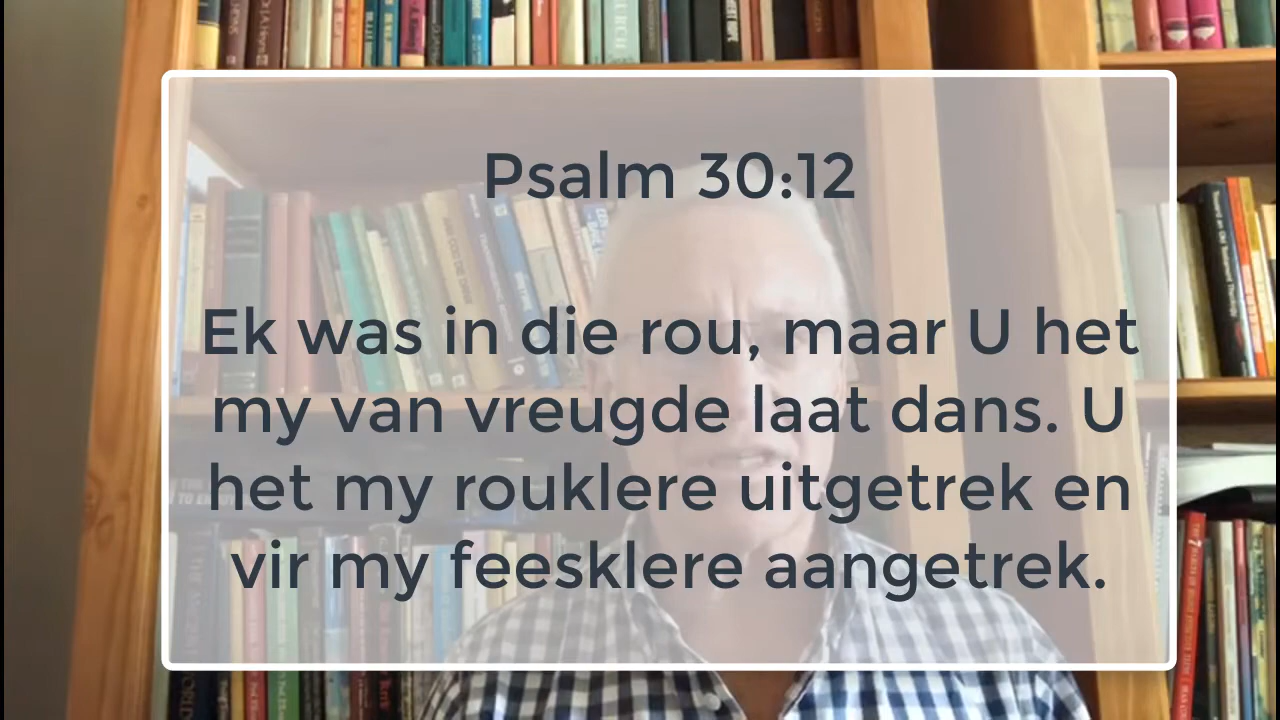 Psalm 30:12
Ek was in die rou, maar U het
my van vreugde laat dans. U
het my rouklere uitgetrek en
vir my feesklere aangetrek.